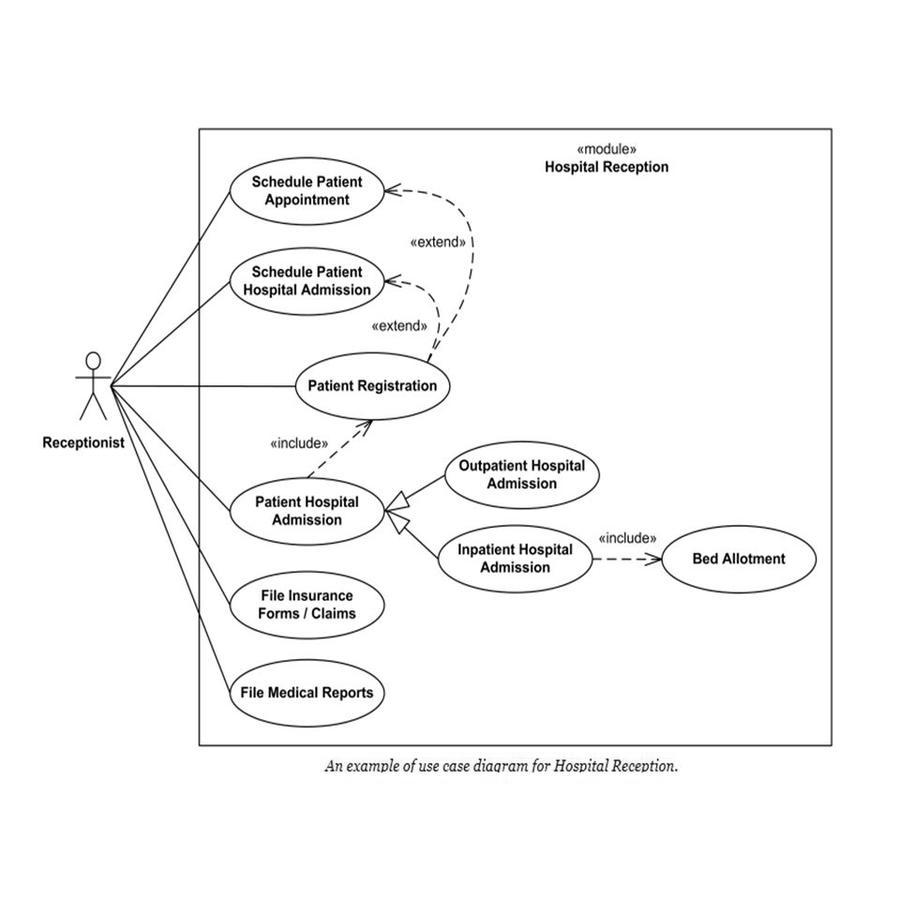 «module»
Hospital Reception
Schedule Patient
Appointment
«extend»
Schedule Patient
Hospital Admission
«extend»
Patient Registration
Receptionist
«include»
Outpatient Hospital
Admission
Patient Hospital
Admission
Inpatient Hospital
Admission
«include»
Bed Allotment
File Insurance
Forms / Claims
File Medical Reports
An example of use case diagram for Hospital Reception.